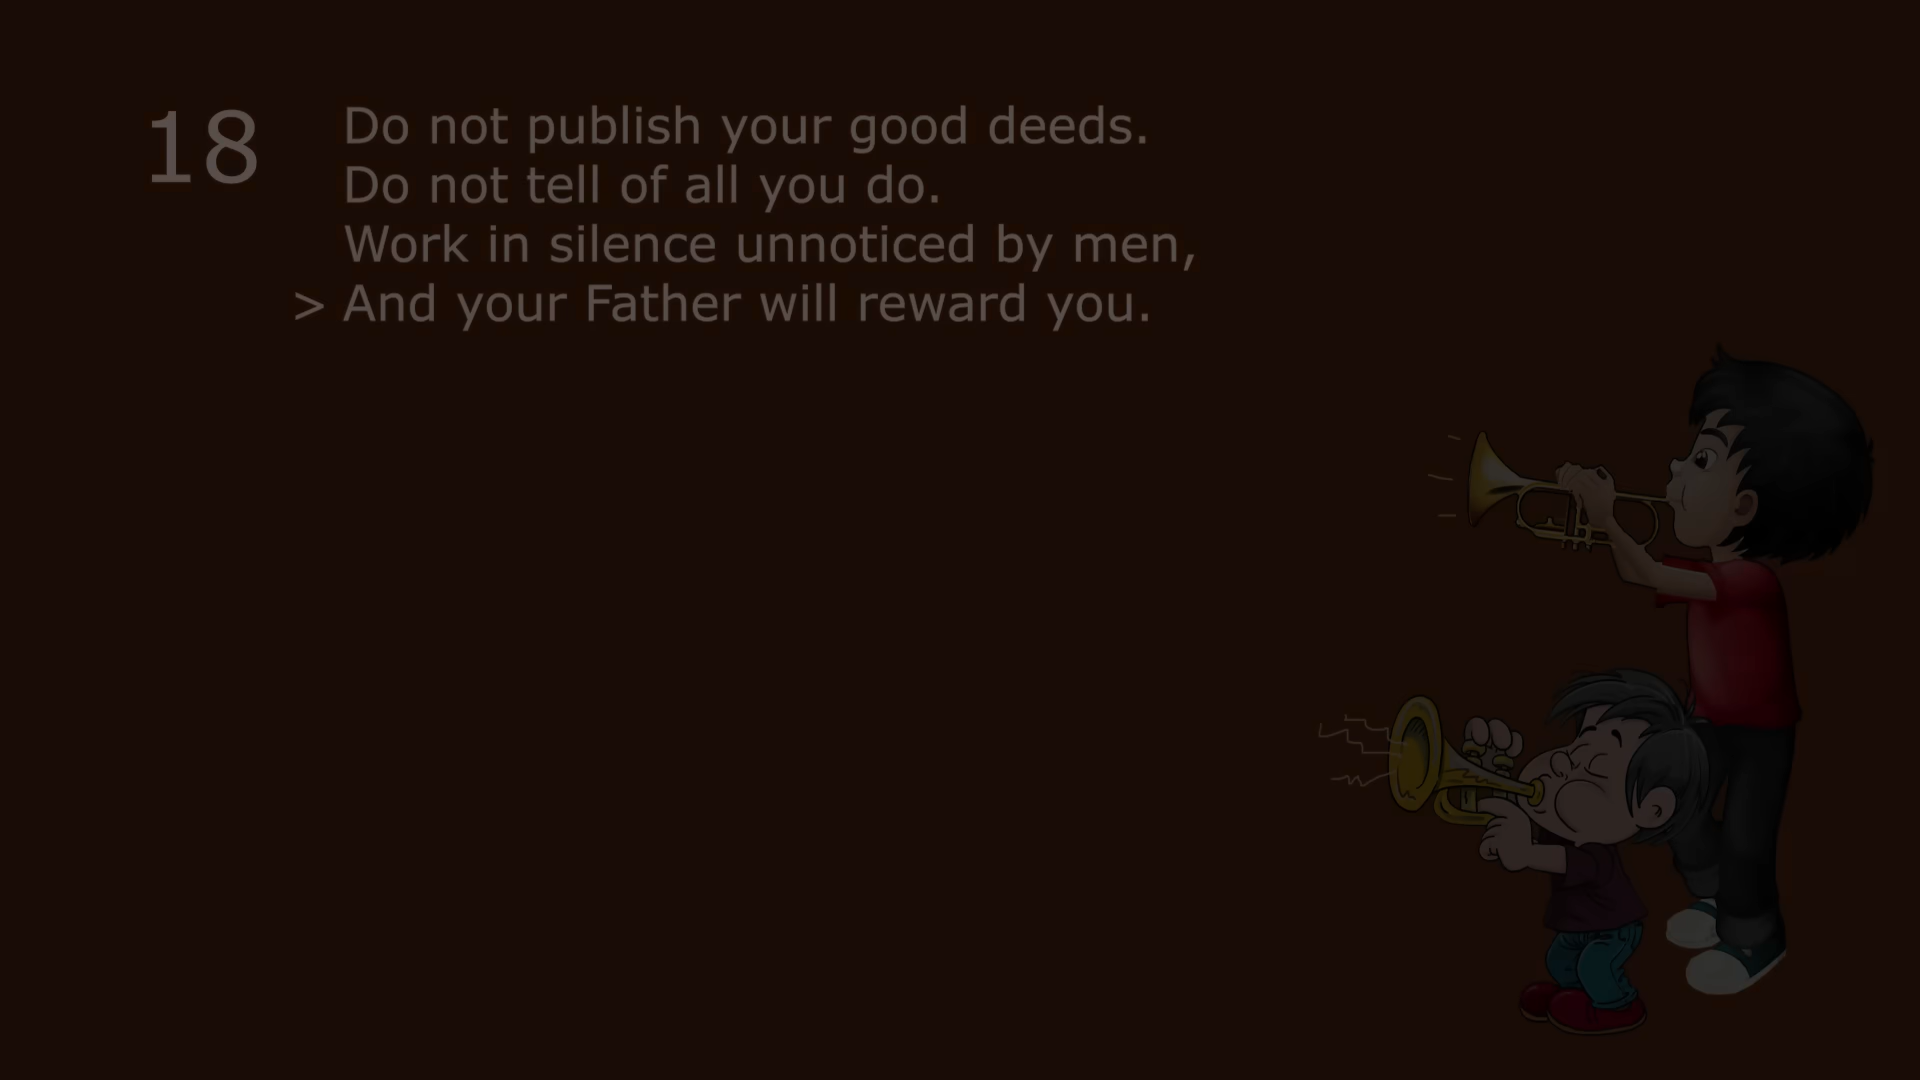 18
Do not publish your good deeds.
Do not tell of all you do.
Work in silence unnoticed by men,
> And your Father will reward you.